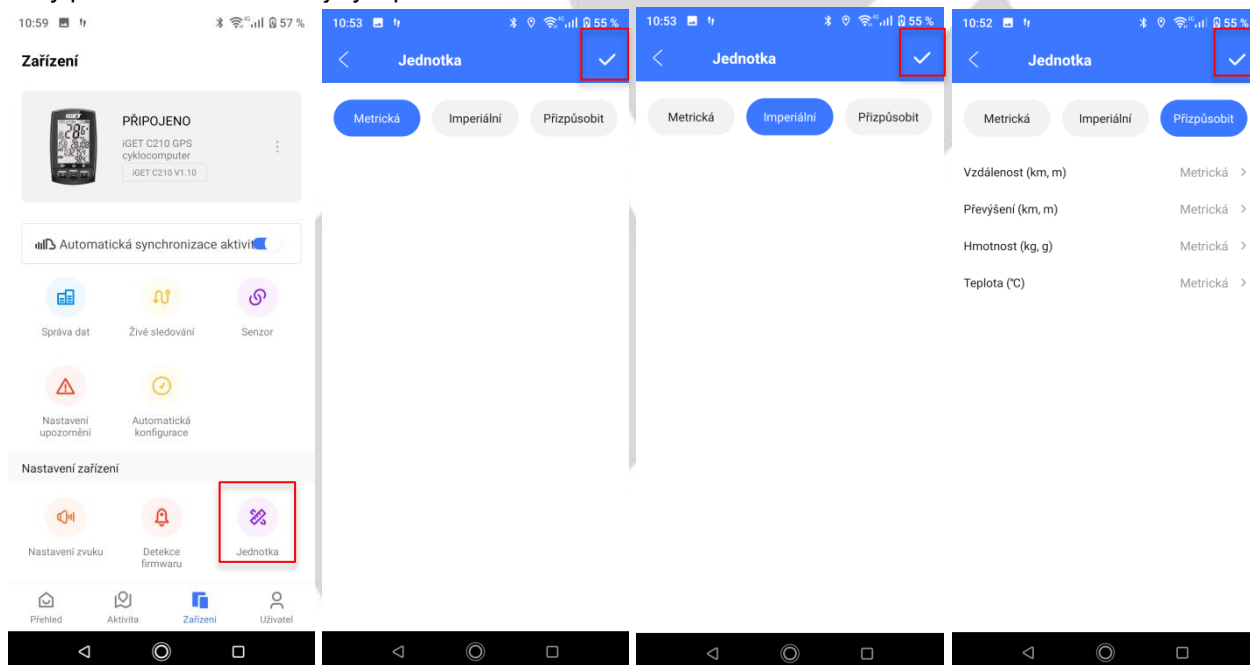 10:59 57 %
Zařízení
PŘIPOJENO
iGET C210 GPS
cyklocomputer
iGET C210 V1.10
Automatická synchronizace aktivit
Správa dat
Živé sledování
Senzor
Nastavení
upozornění
Automatická
konfigurace
Nastavení zařízení
Nastavení zvuku
Detekce
firmwaru
Jednotka
Přehled
Aktivita
Zařízení
Uživatel
10:53 55 %
Jednotka
Metrická
Imperiální
Přizpůsobit
10:53 55 %
Jednotka
Metrická
Imperiální
Přizpůsobit
10:52 55 %
Jednotka
Metrická
Imperiální
Přizpůsobit
Vzdálenost (km, m) Metrická
Převýšení (km, m) Metrická
Hmotnost (kg, g) Metrická
Teplota (℃) Metrická